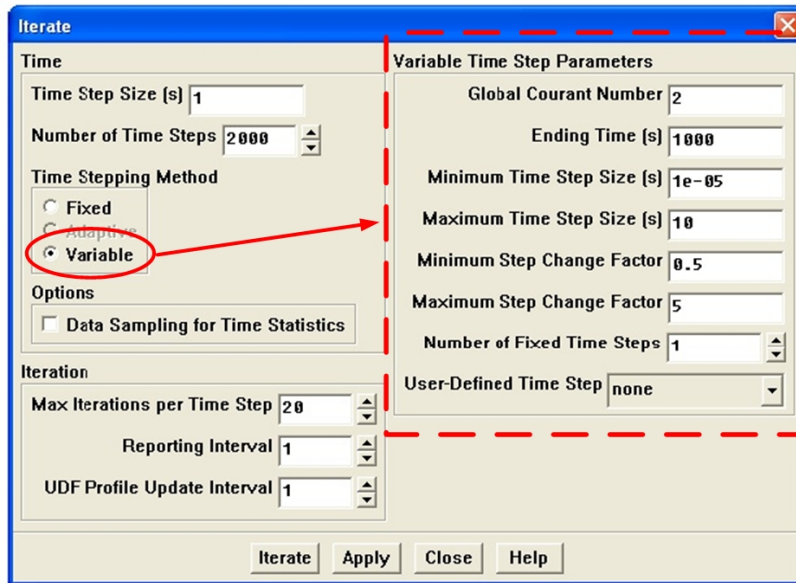 Iterate
Time
Time Step Size (s) 1
Number of Time Steps 2000
Time Stepping Method
Fixed
Adaptive
Variable
Options
Data Sampling for Time Statistics
Iteration
Max Iterations per Time Step 20
Reporting Interval 1
UDF Profile Update Interval 1
Variable Time Step Parameters
Global Courant Number 2
Ending Time (s) 1000
Minimum Time Step Size (s) 1e-05
Maximum Time Step Size (s) 10
Minimum Step Change Factor 0.5
Maximum Step Change Factor 5
Number of Fixed Time Steps 1
User-Defined Time Step none
Iterate Apply Close Help